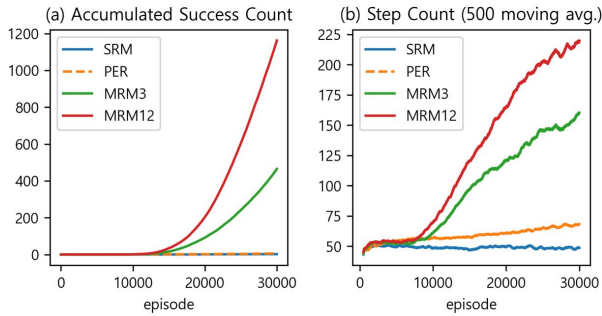 (a) Accumulated Success Count
1200
1000
800
600
400
200
0
SRM
PER
MRM3
MRM12
0 10000 20000 30000
episode
(b) Step Count (500 moving avg.)
225
200
175
150
125
100
75
50
SRM
PER
MRM3
MRM12
0 10000 20000 30000
episode